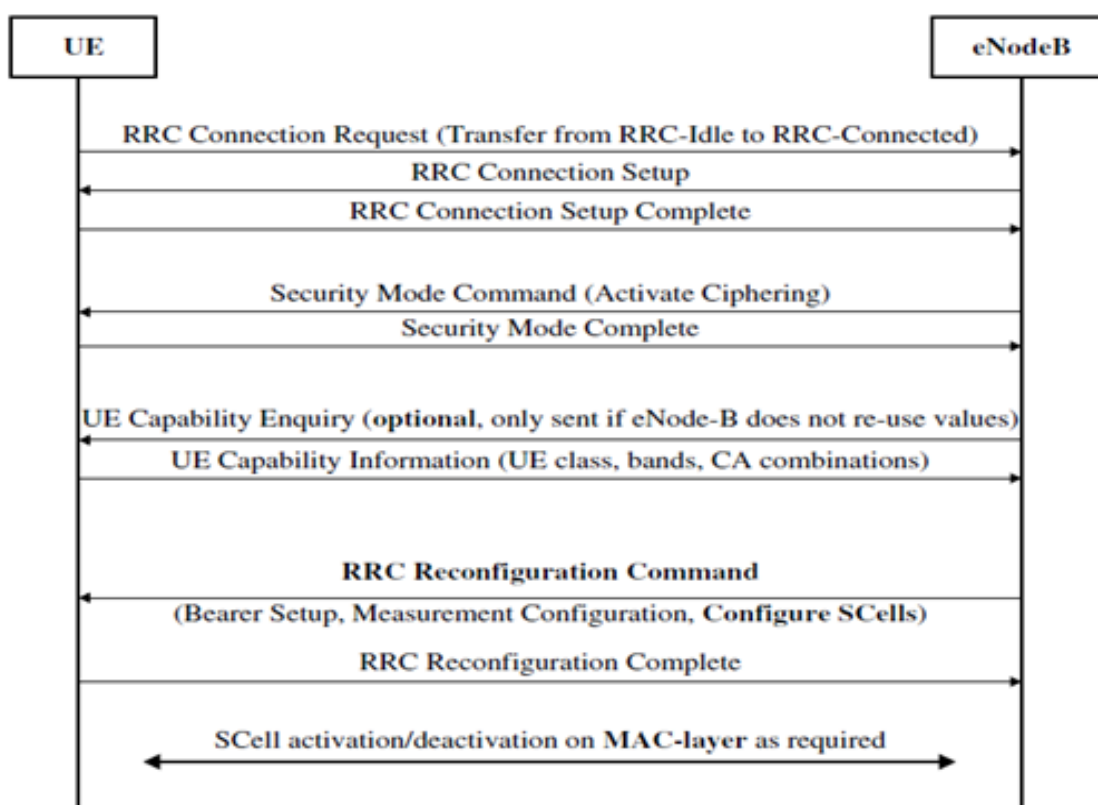 UE
eNodeB
RRC Connection Request (Transfer from RRC-Idle to RRC-Connected)
RRC Connection Setup
RRC Connection Setup Complete
Security Mode Command (Activate Ciphering)
Security Mode Complete
UE Capability Enquiry (optional, only sent if eNode-B does not re-use values)
UE Capability Information (UE class, bands, CA combinations)
RRC Reconfiguration Command
(Bearer Setup, Measurement Configuration, Configure SCells)
RRC Reconfiguration Complete
SCell activation/deactivation on MAC-layer as required